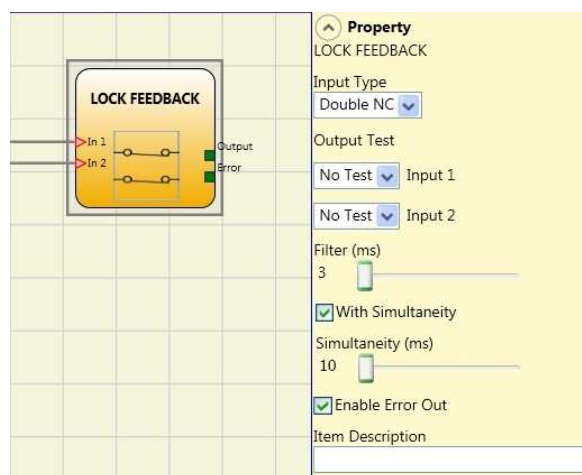 LOCK FEEDBACK
In 1
In 2
Output
Error
Property
LOCK FEEDBACK
Input Type
Double NC
Output Test
No Test Input 1
No Test Input 2
Filter (ms)
3
With Simultaneity
Simultaneity (ms)
10
Enable Error Out
Item Description